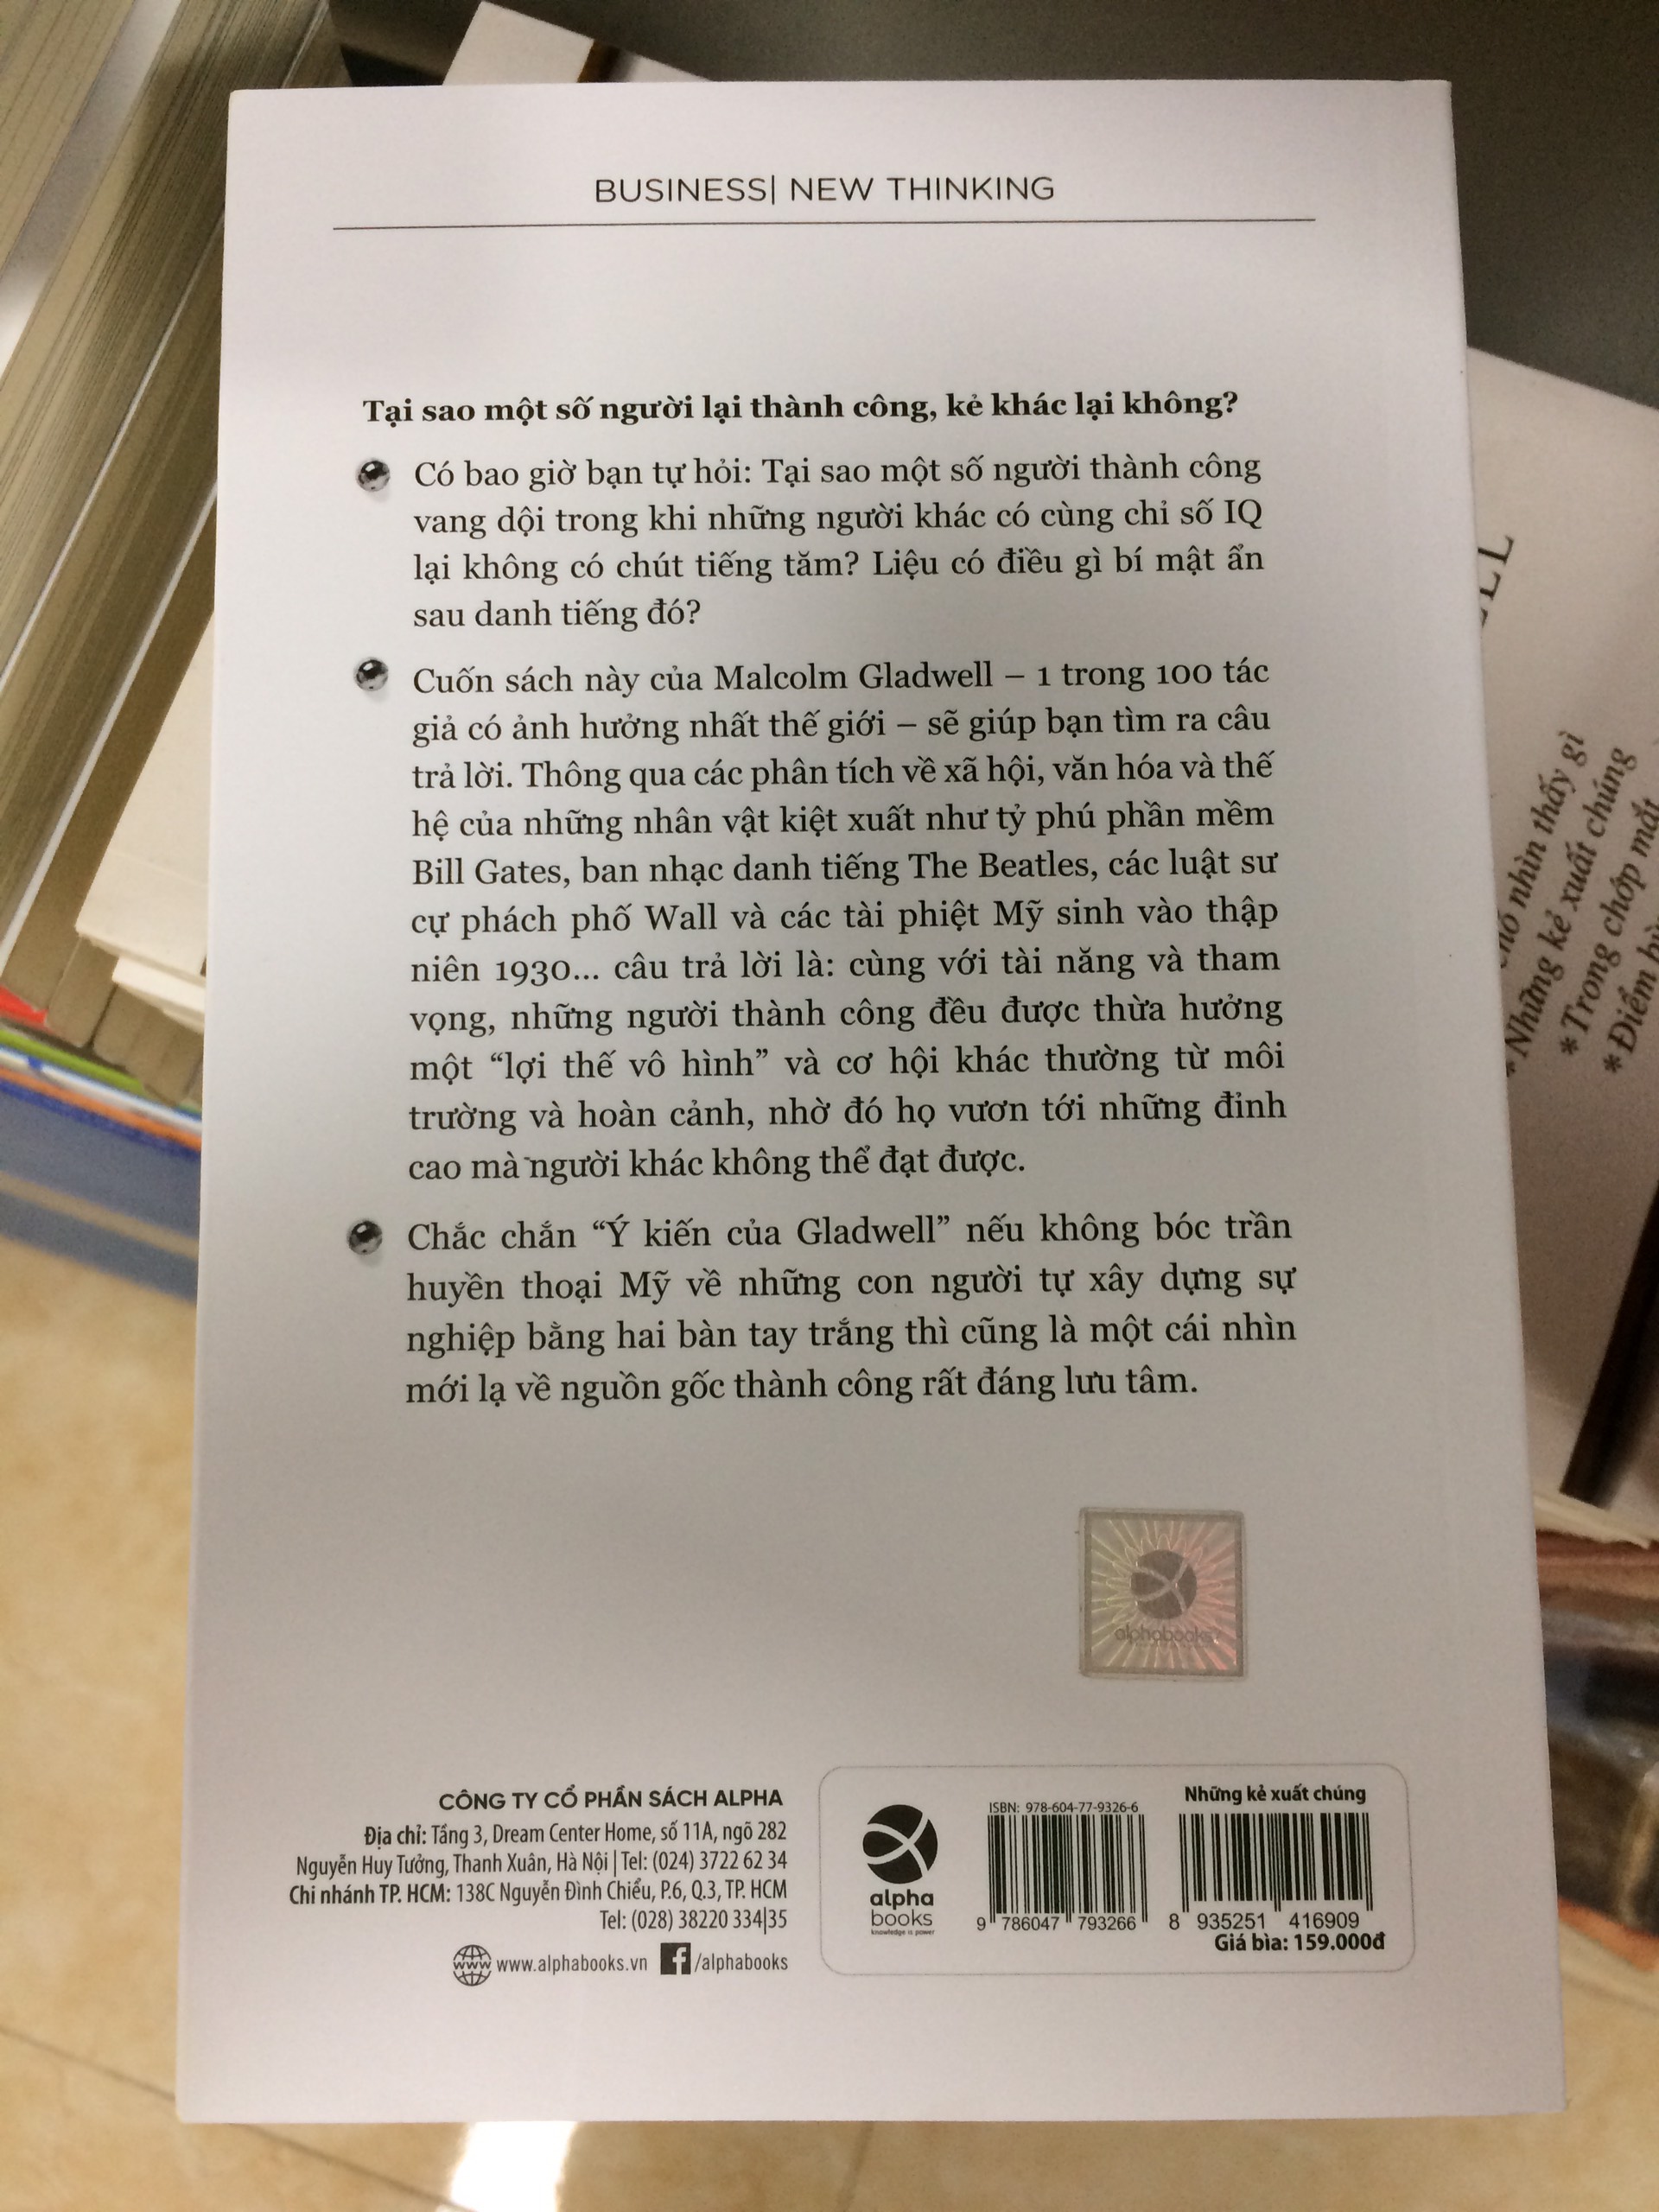 BUSINESS| NEW THINKING
Tại sao một số người lại thành công, kẻ khác lại không?
Có bao giờ bạn tự hỏi: Tại sao một số người thành công
vang dội trong khi những người khác có cùng chỉ số IQ
lại không có chút tiếng tăm? Liệu có điều gì bí mật ẩn
sau danh tiếng đó?
Cuốn sách này của Malcolm Gladwell – 1 trong 100 tác
giả có ảnh hưởng nhất thế giới – sẽ giúp bạn tìm ra câu
trả lời. Thông qua các phân tích về xã hội, văn hóa và thế
hệ của những nhân vật kiệt xuất như tỷ phú phần mềm
Bill Gates, ban nhạc danh tiếng The Beatles, các luật sư
cự phách phố Wall và các tài phiệt Mỹ sinh vào thập
niên 1930... câu trả lời là: cùng với tài năng và tham
vọng, những người thành công đều được thừa hưởng
một “lợi thế vô hình” và cơ hội khác thường từ môi
trường và hoàn cảnh, nhờ đó họ vươn tới những đỉnh
cao mà người khác không thể đạt được.
Chắc chắn “Ý kiến của Gladwell” nếu không bóc trần
huyền thoại Mỹ về những con người tự xây dựng sự
nghiệp bằng hai bàn tay trắng thì cũng là một cái nhìn
mới lạ về nguồn gốc thành công rất đáng lưu tâm.
alphabooks
CÔNG TY CỔ PHẦN SÁCH ALPHA
Địa chỉ: Tầng 3, Dream Center Home, số 11A, ngõ 282
Nguyễn Huy Tưởng, Thanh Xuân, Hà Nội | Tel: (024) 3722 62 34
Chi nhánh TP. HCM: 138C Nguyễn Đình Chiểu, P.6, Q.3, TP. HCM
Tel: (028) 38220 334|35
www www.alphabooks.vn f /alphabooks
alpha
books
knowledge is power
ISBN: 978-604-77-9326-6
9 786047 793266
Những kẻ xuất chúng
8 935251 416909
Giá bìa: 159.000đ
nhìn thấy gì
*Những kẻ xuất chúng
*Trong chớp mắt
*Điểm